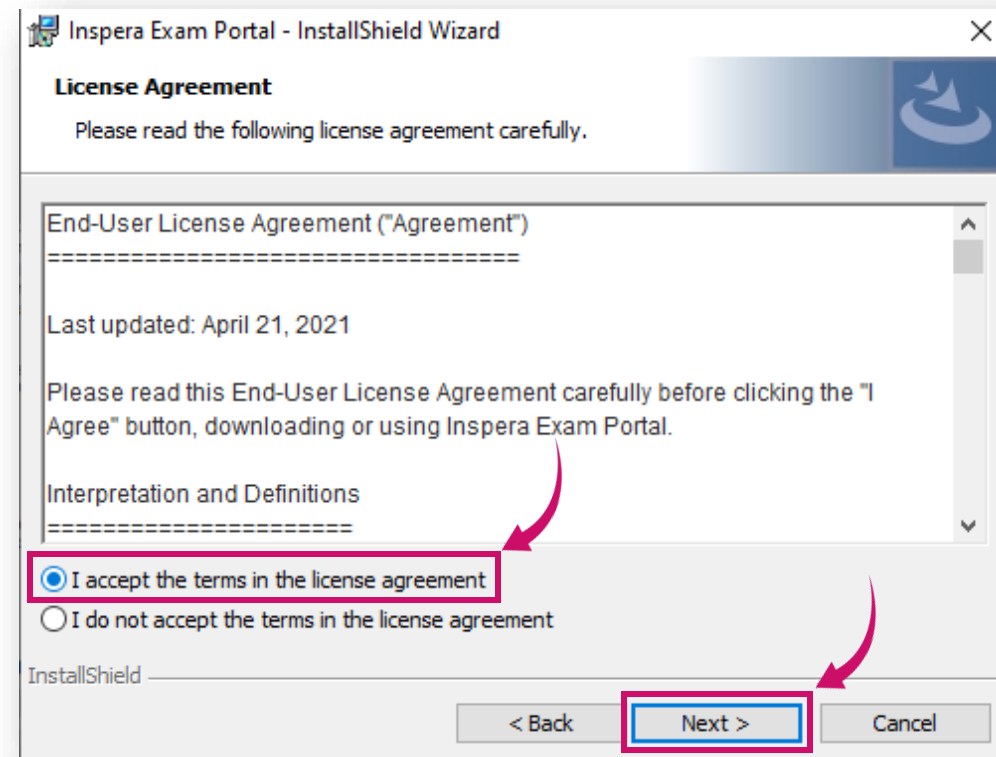 Inspera Exam Portal - InstallShield Wizard
License Agreement
Please read the following license agreement carefully.
End-User License Agreement ("Agreement")
==================================
Last updated: April 21, 2021
Please read this End-User License Agreement carefully before clicking the "I
Agree" button, downloading or using Inspera Exam Portal.
Interpretation and Definitions
======================
I accept the terms in the license agreement
I do not accept the terms in the license agreement
InstallShield
< Back
Next >
Cancel